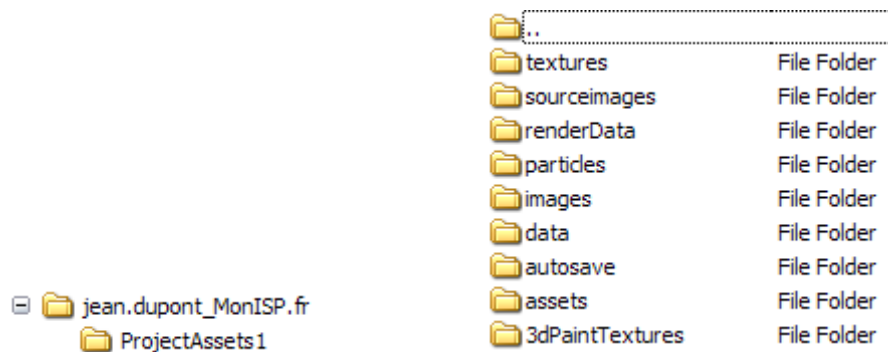 ..
textures File Folder
sourceimages File Folder
renderData File Folder
particles File Folder
images File Folder
data File Folder
autosave File Folder
assets File Folder
3dPaintTextures File Folder
jean.dupont_MonISP.fr
ProjectAssets1